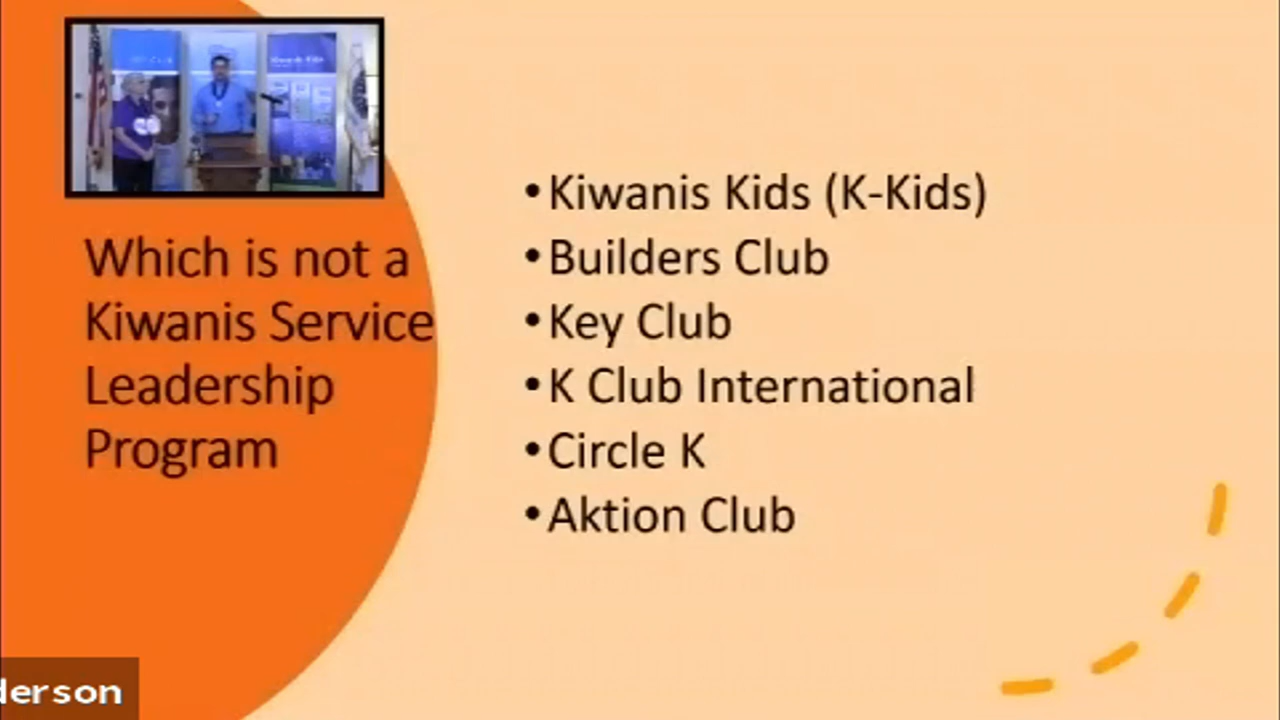 Which is not a
Kiwanis Service
Leadership
Program
•Kiwanis Kids (K-Kids)
•Builders Club
•Key Club
•K Club International
•Circle K
•Aktion Club
derson